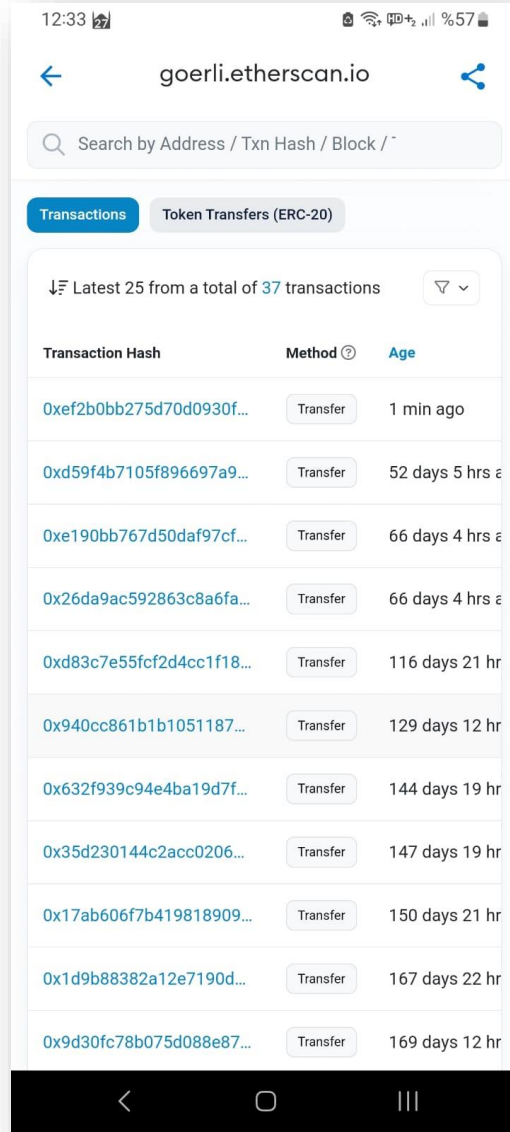 12:33 27 %57
goerli.etherscan.io
Search by Address / Txn Hash / Block /
Transactions Token Transfers (ERC-20)
Latest 25 from a total of 37 transactions
Transaction Hash Method Age
0xef2b0bb275d70d0930f... Transfer 1 min ago
0xd59f4b7105f896697a9... Transfer 52 days 5 hrs a
0xe190bb767d50daf97cf... Transfer 66 days 4 hrs a
0x26da9ac592863c8a6fa... Transfer 66 days 4 hrs a
0xd83c7e55fcf2d4cc1f18... Transfer 116 days 21 hr
0x940cc861b1b1051187... Transfer 129 days 12 hr
0x632f939c94e4ba19d7f... Transfer 144 days 19 hr
0x35d230144c2acc0206... Transfer 147 days 19 hr
0x17ab606f7b419818909... Transfer 150 days 21 hr
0x1d9b88382a12e7190d... Transfer 167 days 22 hr
0x9d30fc78b075d088e87... Transfer 169 days 12 hr